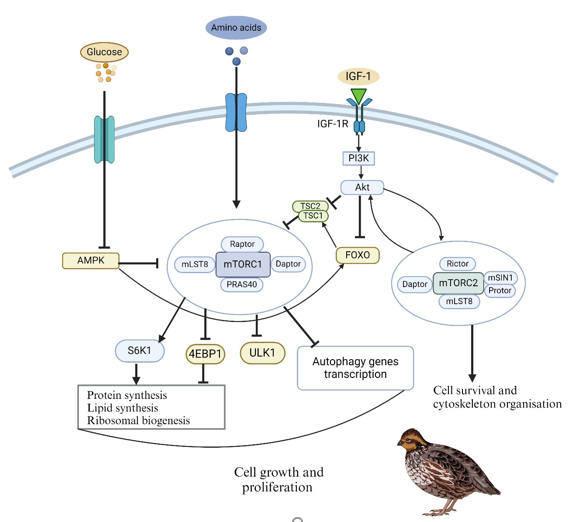 Amino acids
Glucose
IGF-1
IGF-1R
PI3K
Akt
TSC2
TSC1
FOXO
AMPK
Raptor
mLST8
mTORC1
Daptor
PRAS40
Rictor
Daptor
mTORC2
mSIN1
Protor
mLST8
S6K1
4EBP1
ULK1
Autophagy genes
transcription
Protein synthesis
Lipid synthesis
Ribosomal biogenesis
Cell survival and
cytoskeleton organisation
Cell growth and
proliferation